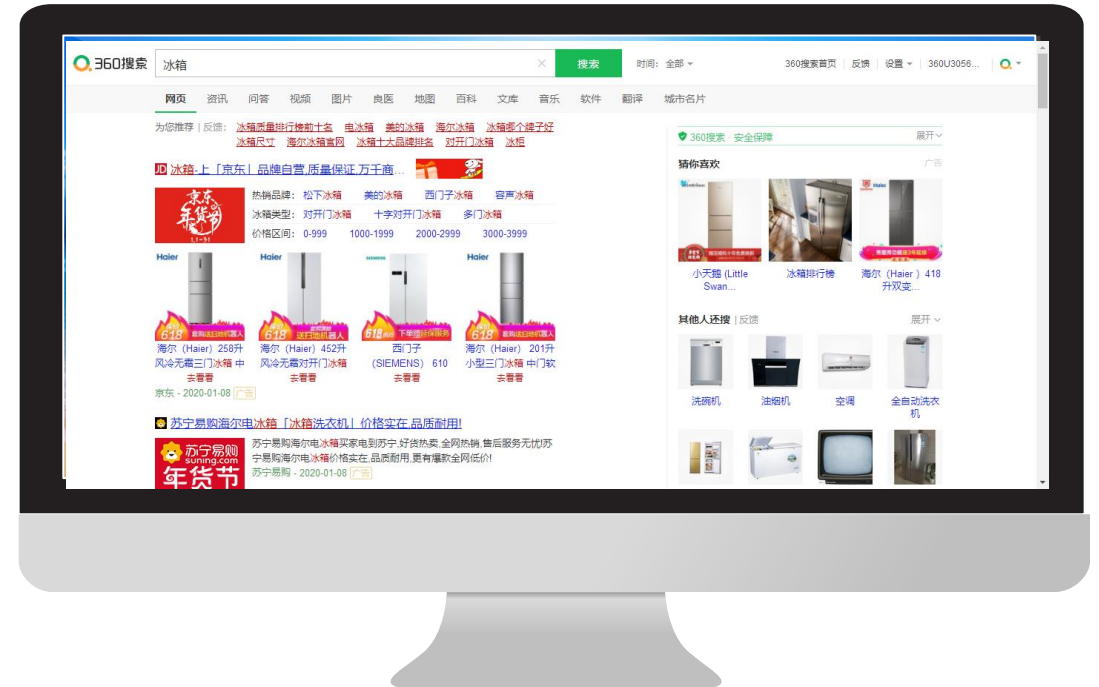 360搜索
冰箱
搜索
时间: 全部
360搜索首页 反馈 设置 360U3056...
网页 资讯 问答 视频 图片 良医 地图 百科 文库 音乐 软件 翻译 城市名片
为您推荐 | 反馈: 冰箱质量排行榜前十名 电冰箱 美的冰箱 海尔冰箱 冰箱哪个牌子好
冰箱尺寸 海尔冰箱官网 冰箱十大品牌排名 对开门冰箱 冰柜
JD 冰箱-上「京东」品牌自营,质量保证,万千商...
京东
年货节
1.1-31
热销品牌: 松下冰箱 美的冰箱 西门子冰箱 容声冰箱
冰箱类型: 对开门冰箱 十字对开门冰箱 多门冰箱
价格区间: 0-999 1000-1999 2000-2999 3000-3999
Haier
618
海尔（Haier）258升
风冷无霜三门冰箱 中
去看看
Haier
618
海尔（Haier）452升
风冷无霜对开门冰箱
去看看
SIEMENS
618
西门子
（SIEMENS） 610
去看看
Haier
618
海尔（Haier） 201升
小型三门冰箱 中门软
去看看
京东 - 2020-01-08 广告
苏宁易购海尔电冰箱「冰箱洗衣机」价格实在,品质耐用!
苏宁易购
suning.com
年货节
苏宁易购海尔电冰箱买家电到苏宁,好货热卖,全网热销,售后服务无忧!苏
宁易购海尔电冰箱价格实在,品质耐用,更有爆款全网低价!
苏宁易购 - 2020-01-08 广告
360搜索 · 安全保障 展开
猜你喜欢 广告
小天鹅 (Little
Swan...
冰箱排行榜
Haier
海尔（Haier ）418
升双变...
其他人还搜 | 反馈 展开
洗碗机 油烟机 空调 全自动洗衣
机